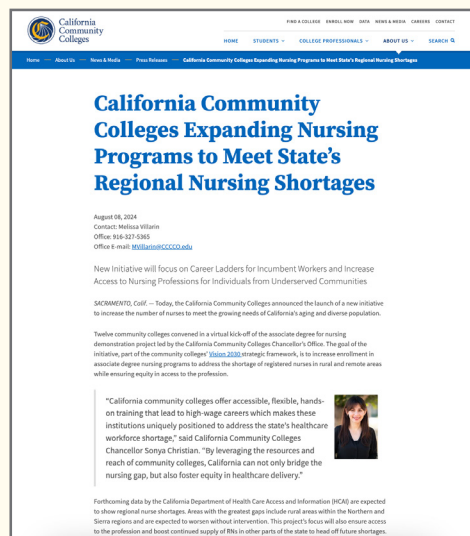 California
Community
Colleges
FIND A COLLEGE ENROLL NOW DATA NEWS & MEDIA CAREERS CONTACT
HOME STUDENTS COLLEGE PROFESSIONALS ABOUT US SEARCH
Home — About Us — News & Media — Press Releases — California Community Colleges Expanding Nursing Programs to Meet State's Regional Nursing Shortages
California Community
Colleges Expanding Nursing
Programs to Meet State's
Regional Nursing Shortages
August 08, 2024
Contact: Melissa Villarin
Office: 916-327-5365
Office E-mail: MVillarin@CCCCO.edu
New Initiative will focus on Career Ladders for Incumbent Workers and Increase
Access to Nursing Professions for Individuals from Underserved Communities
SACRAMENTO, Calif. — Today, the California Community Colleges announced the launch of a new initiative
to increase the number of nurses to meet the growing needs of California's aging and diverse population.
Twelve community colleges convened in a virtual kick-off of the associate degree for nursing
demonstration project led by the California Community Colleges Chancellor's Office. The goal of the
initiative, part of the community colleges' Vision 2030 strategic framework, is to increase enrollment in
associate degree nursing programs to address the shortage of registered nurses in rural and remote areas
while ensuring equity in access to the profession.
"California community colleges offer accessible, flexible, hands-
on training that lead to high-wage careers which makes these
institutions uniquely positioned to address the state's healthcare
workforce shortage," said California Community Colleges
Chancellor Sonya Christian. "By leveraging the resources and
reach of community colleges, California can not only bridge the
nursing gap, but also foster equity in healthcare delivery."
Forthcoming data by the California Department of Health Care Access and Information (HCAI) are expected
to show regional nurse shortages. Areas with the greatest gaps include rural areas within the Northern and
Sierra regions and are expected to worsen without intervention. This project's focus will also ensure access
to the profession and boost continued supply of RNs in other parts of the state to head off future shortages.